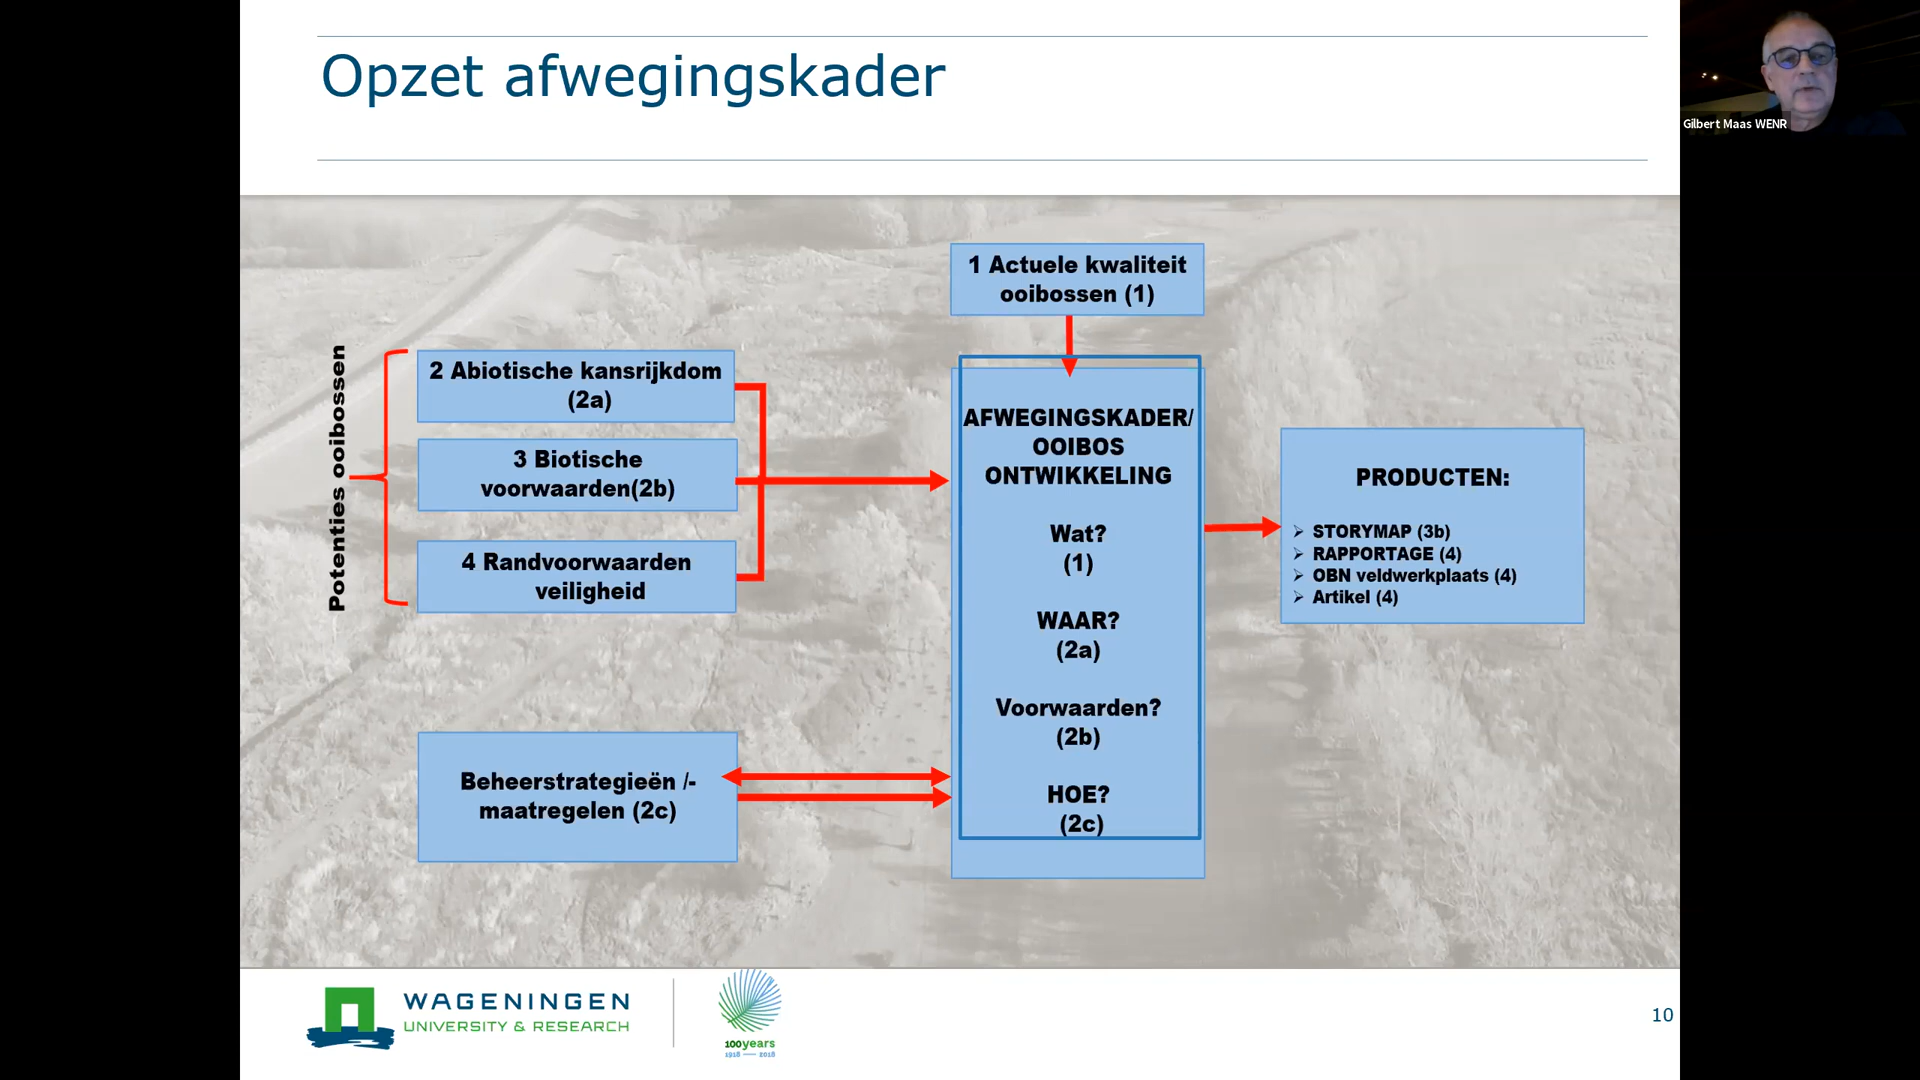 Opzet afwegingskader
Gilbert Maas WENR
1 Actuele kwaliteit
ooibossen (1)
Potenties ooibossen
2 Abiotische kansrijkdom
(2a)
3 Biotische
voorwaarden(2b)
4 Randvoorwaarden
veiligheid
Beheerstrategieën /-
maatregelen (2c)
AFWEGINGSKADER/
OOIBOS
ONTWIKKELING
Wat?
(1)
WAAR?
(2a)
Voorwaarden?
(2b)
HOE?
(2c)
PRODUCTEN:
STORYMAP (3b)
RAPPORTAGE (4)
OBN veldwerkplaats (4)
Artikel (4)
WAGENINGEN
UNIVERSITY & RESEARCH
100years
1918 — 2018
10